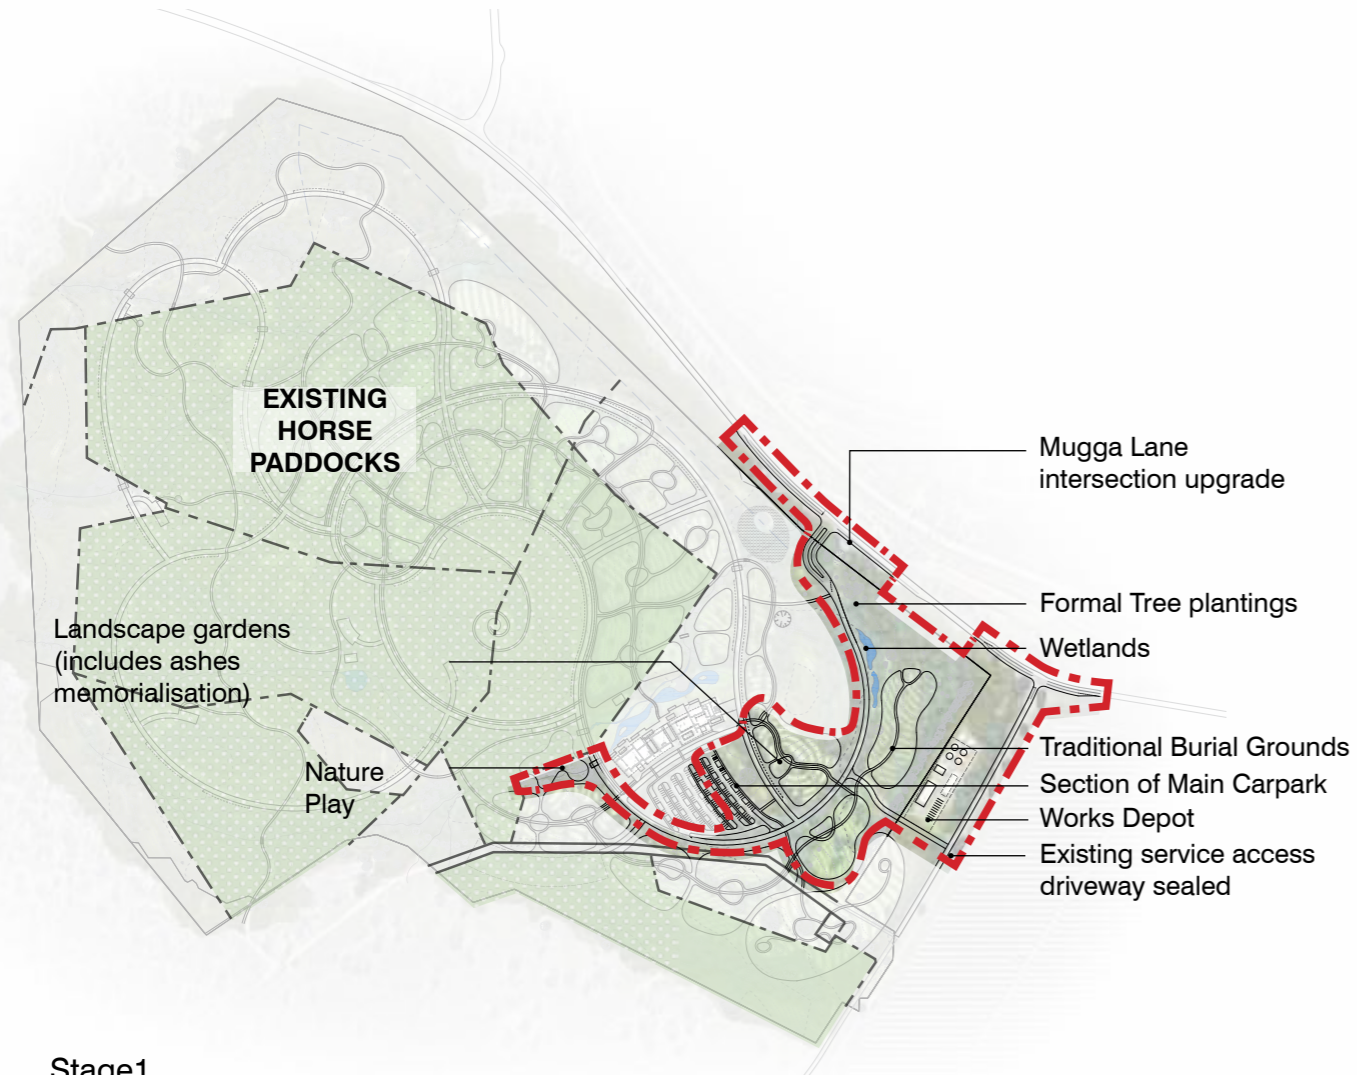 EXISTING
HORSE
PADDOCKS
Mugga Lane
intersection upgrade
Formal Tree plantings
Landscape gardens
(includes ashes
memorialisation)
Wetlands
Traditional Burial Grounds
Nature
Play
Section of Main Carpark
Works Depot
Existing service access
driveway sealed
Stage1